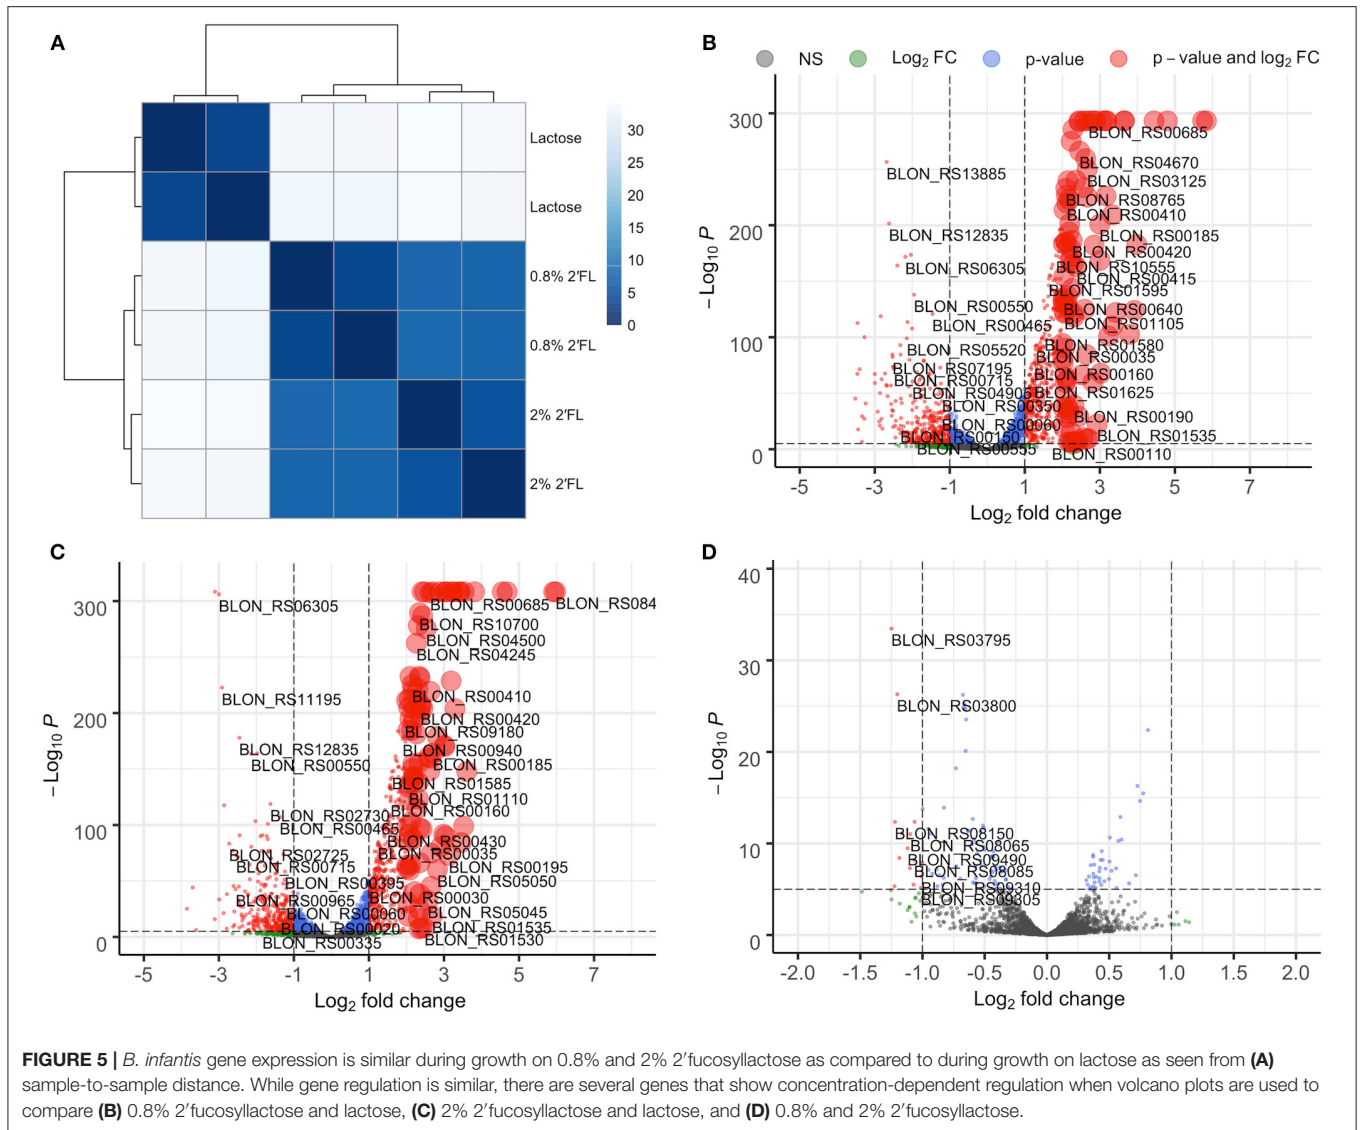 A
Lactose
Lactose
0.8% 2′FL
0.8% 2′FL
2% 2′FL
2% 2′FL
30
25
20
15
10
5
0
B
NS
Log2 FC
p-value
p – value and log2 FC
– Log10 P
300
200
100
0
BLON_RS00685
BLON_RS04670
BLON_RS13885
BLON_RS03125
BLON_RS08765
BLON_RS00410
BLON_RS12835
BLON_RS00185
BLON_RS00420
BLON_RS06305
BLON_RS10555
BLON_RS00415
BLON_RS01595
BLON_RS00550
BLON_RS00640
BLON_RS00465
BLON_RS01105
BLON_RS05520
BLON_RS01580
BLON_RS00035
BLON_RS07195
BLON_RS00715
BLON_RS00160
BLON_RS04905
BLON_RS01625
BLON_RS00350
BLON_RS00190
BLON_RS00060
BLON_RS00150
BLON_RS01535
BLON_RS00555
BLON_RS00110
-5 -3 -1 1 3 5 7
Log2 fold change
C
– Log10 P
300
200
100
0
BLON_RS06305
BLON_RS00685
BLON_RS084
BLON_RS10700
BLON_RS04500
BLON_RS04245
BLON_RS11195
BLON_RS00410
BLON_RS00420
BLON_RS09180
BLON_RS12835
BLON_RS00940
BLON_RS00550
BLON_RS00185
BLON_RS01585
BLON_RS01110
BLON_RS02730
BLON_RS00160
BLON_RS00465
BLON_RS00430
BLON_RS02725
BLON_RS00035
BLON_RS00715
BLON_RS00195
BLON_RS00395
BLON_RS05050
BLON_RS00965
BLON_RS00030
BLON_RS00060
BLON_RS05045
BLON_RS00020
BLON_RS01535
BLON_RS00335
BLON_RS01530
-5 -3 -1 1 3 5 7
Log2 fold change
D
– Log10 P
40
30
20
10
0
BLON_RS03795
BLON_RS03800
BLON_RS08150
BLON_RS08065
BLON_RS09490
BLON_RS08085
BLON_RS09310
BLON_RS09305
-2.0 -1.5 -1.0 -0.5 0.0 0.5 1.0 1.5 2.0
Log2 fold change
FIGURE 5 | B. infantis gene expression is similar during growth on 0.8% and 2% 2′fucosyllactose as compared to during growth on lactose as seen from (A)
sample-to-sample distance. While gene regulation is similar, there are several genes that show concentration-dependent regulation when volcano plots are used to
compare (B) 0.8% 2′fucosyllactose and lactose, (C) 2% 2′fucosyllactose and lactose, and (D) 0.8% and 2% 2′fucosyllactose.